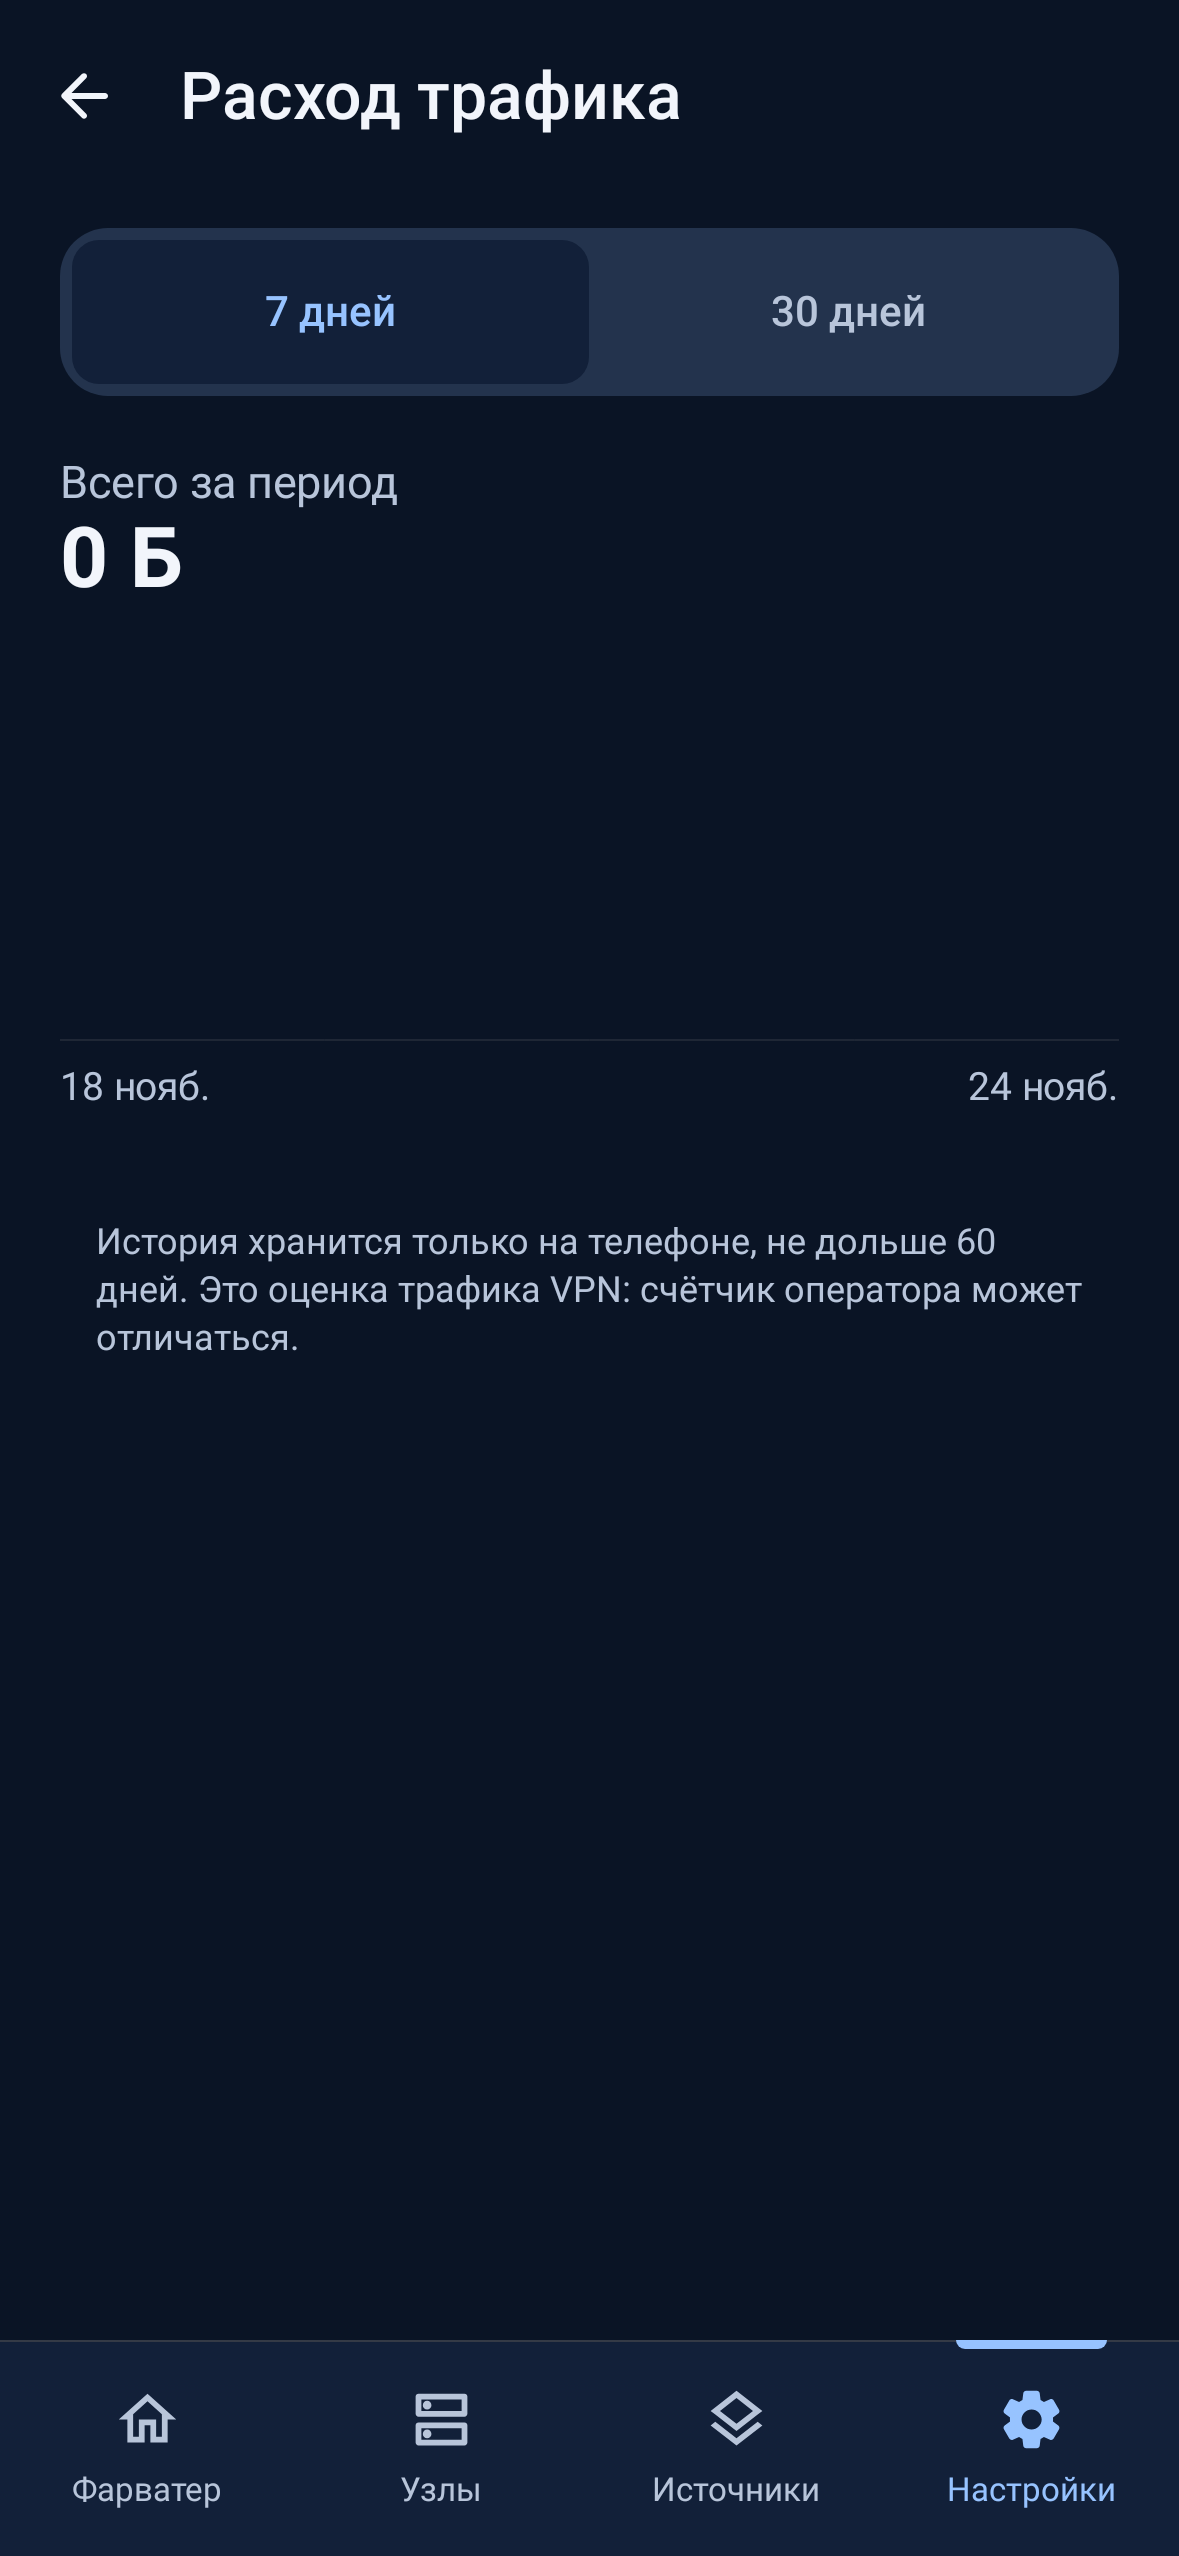 Расход трафика
7 дней
30 дней
Всего за период
0 Б
18 нояб.
24 нояб.
История хранится только на телефоне, не дольше 60
дней. Это оценка трафика VPN: счётчик оператора может
отличаться.
Фарватер
Узлы
Источники
Настройки